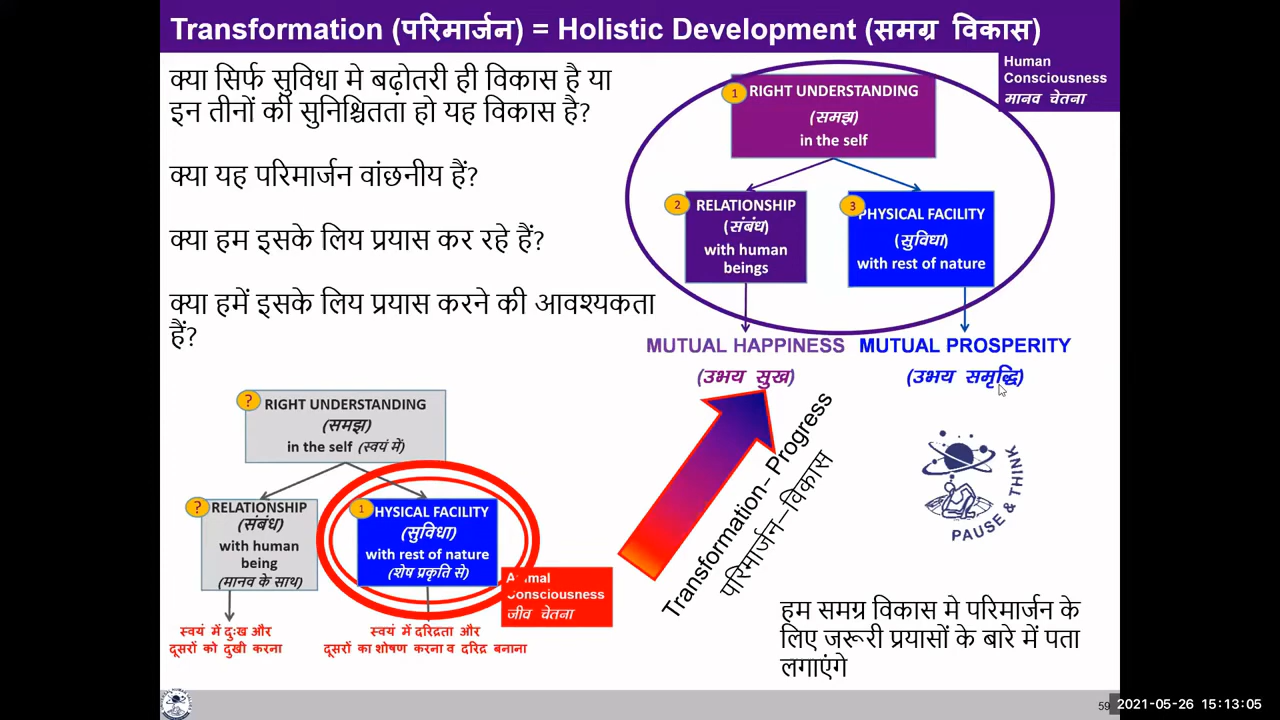 Transformation (परिमार्जन) = Holistic Development (समग्र विकास)
Human
Consciousness
मानव चेतना
क्या सिर्फ सुविधा मे बढ़ोतरी ही विकास है या
इन तीनों की सुनिश्चितता हो यह विकास है?
क्या यह परिमार्जन वांछनीय हैं?
क्या हम इसके लिय प्रयास कर रहे हैं?
क्या हमें इसके लिय प्रयास करने की आवश्यकता
हैं?
1
RIGHT UNDERSTANDING
(समझ)
in the self
2
RELATIONSHIP
(संबंध)
with human
beings
3
PHYSICAL FACILITY
(सुविधा)
with rest of nature
MUTUAL HAPPINESS
(उभय सुख)
MUTUAL PROSPERITY
(उभय समृद्धि)
?
RIGHT UNDERSTANDING
(समझ)
in the self (स्वयं में)
?
RELATIONSHIP
(संबंध)
with human
being
(मानव के साथ)
1
HYSICAL FACILITY
(सुविधा)
with rest of nature
(शेष प्रकृति से)
Animal
Consciousness
जीव चेतना
स्वयं में दुःख और
दूसरों को दुखी करना
स्वयं में दरिद्रता और
दूसरों का शोषण करना व दरिद्र बनाना
Transformation– Progress
परिमार्जन–विकास
PAUSE & THINK
हम समग्र विकास मे परिमार्जन के
लिए जरूरी प्रयासों के बारे में पता
लगाएंगे
59
2021-05-26 15:13:05